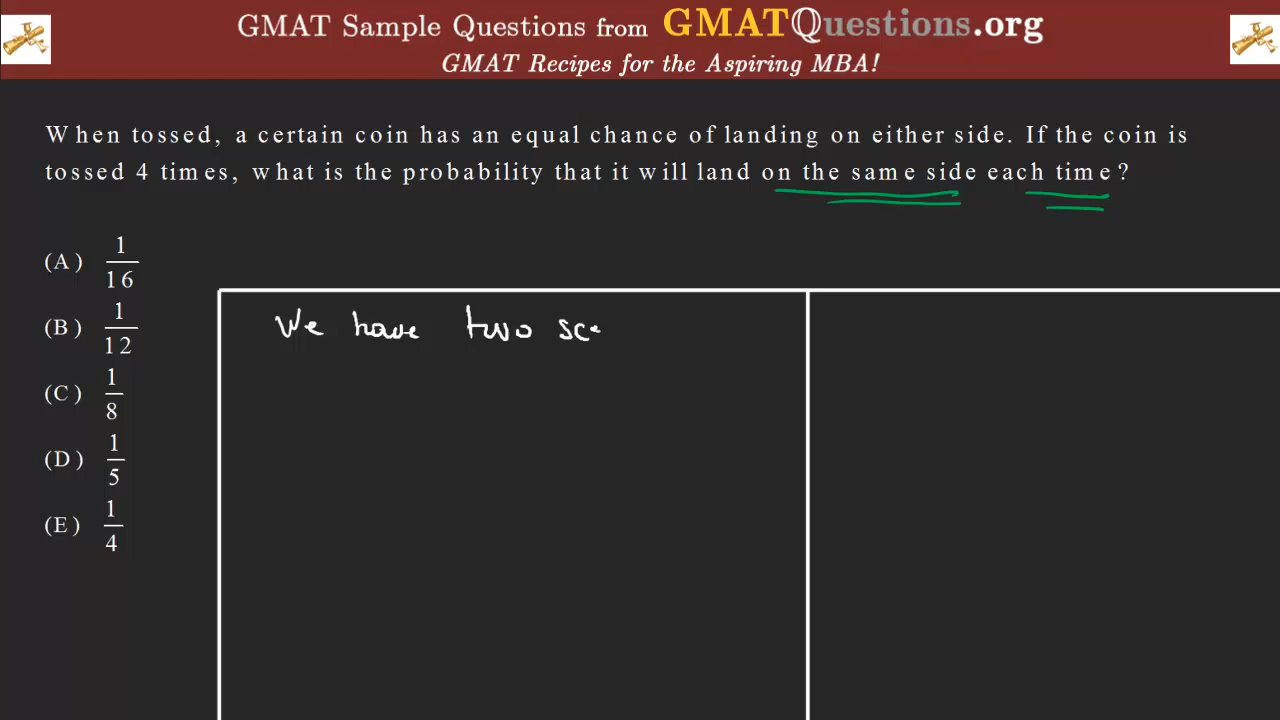 GMAT Sample Questions from GMATQuestions.org
GMAT Recipes for the Aspiring MBA!
When tossed, a certain coin has an equal chance of landing on either side. If the coin is
tossed 4 times, what is the probability that it will land on the same side each time?
(A) 1/16
(B) 1/12
(C) 1/8
(D) 1/5
(E) 1/4
We have two sc